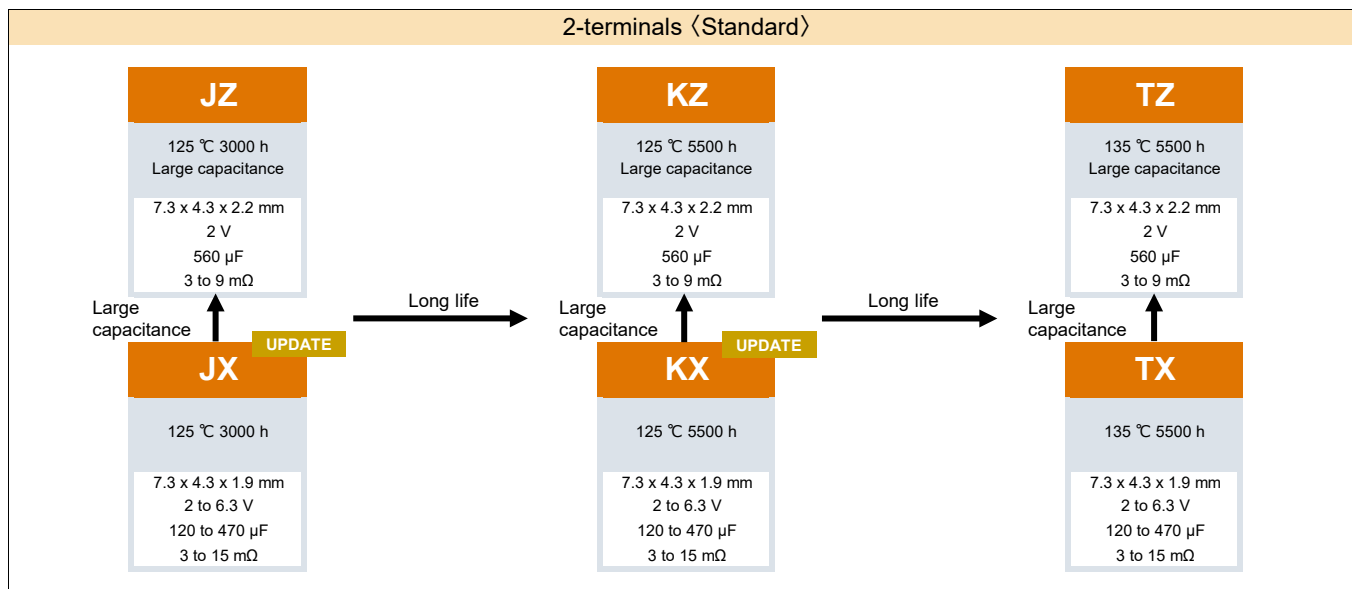 2-terminals〈Standard〉
JZ
125 ℃ 3000 h
Large capacitance
7.3 x 4.3 x 2.2 mm
2 V
560 µF
3 to 9 mΩ
KZ
125 ℃ 5500 h
Large capacitance
7.3 x 4.3 x 2.2 mm
2 V
560 µF
3 to 9 mΩ
TZ
135 ℃ 5500 h
Large capacitance
7.3 x 4.3 x 2.2 mm
2 V
560 µF
3 to 9 mΩ
Large
capacitance
Long life
Large
capacitance
Long life
Large
capacitance
UPDATE
JX
125 ℃ 3000 h
7.3 x 4.3 x 1.9 mm
2 to 6.3 V
120 to 470 µF
3 to 15 mΩ
UPDATE
KX
125 ℃ 5500 h
7.3 x 4.3 x 1.9 mm
2 to 6.3 V
120 to 470 µF
3 to 15 mΩ
TX
135 ℃ 5500 h
7.3 x 4.3 x 1.9 mm
2 to 6.3 V
120 to 470 µF
3 to 15 mΩ